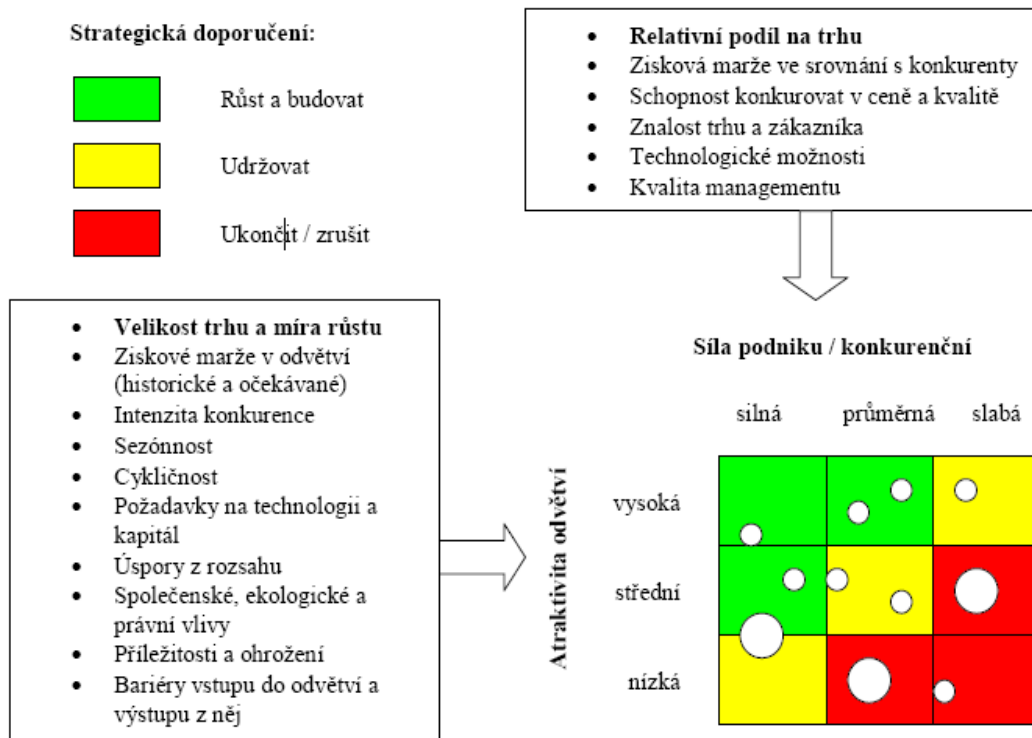 Strategická doporučení:
Růst a budovat
Udržovat
Ukončit / zrušit
• Relativní podíl na trhu
• Zisková marže ve srovnání s konkurenty
• Schopnost konkurovat v ceně a kvalitě
• Znalost trhu a zákazníka
• Technologické možnosti
• Kvalita managementu
• Velikost trhu a míra růstu
• Ziskové marže v odvětví
(historické a očekávané)
• Intenzita konkurence
• Sezónnost
• Cykličnost
• Požadavky na technologii a
kapitál
• Úspory z rozsahu
• Společenské, ekologické a
právní vlivy
• Příležitosti a ohrožení
• Bariéry vstupu do odvětví a
výstupu z něj
Síla podniku / konkurenční
silná průměrná slabá
Atraktivita odvětví
vysoká
střední
nízká